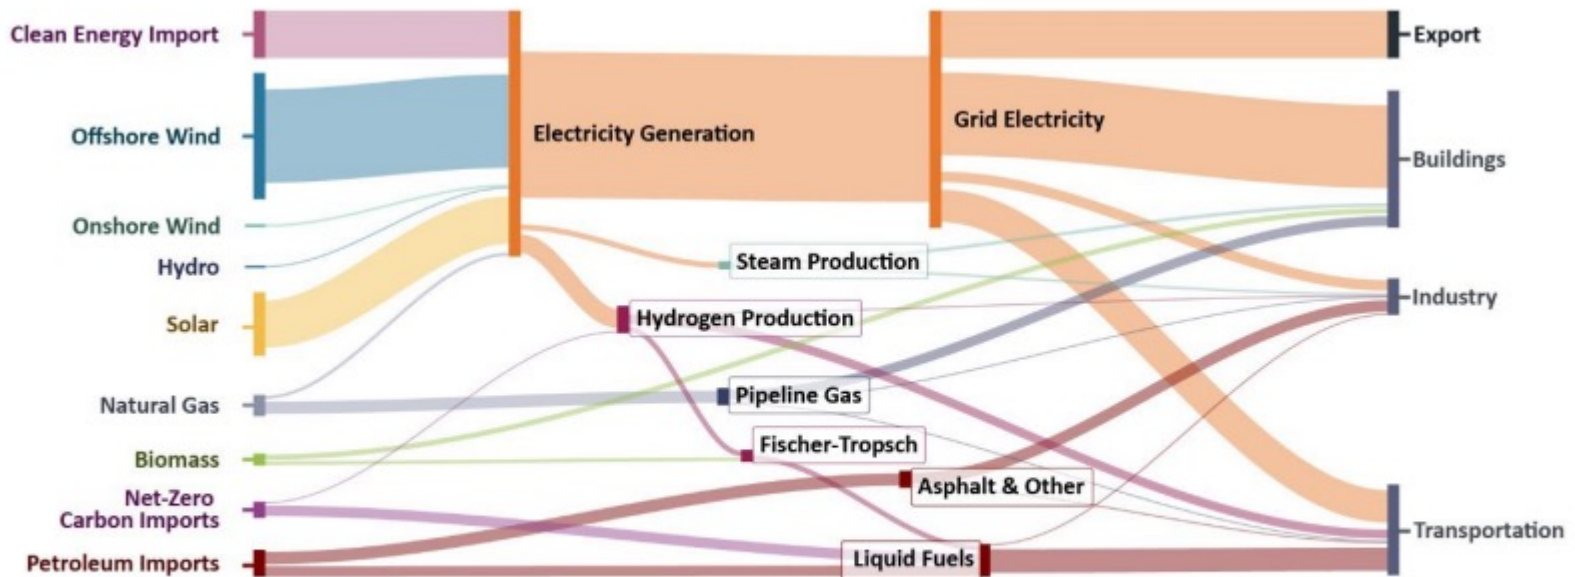 Clean Energy Import
Offshore Wind
Onshore Wind
Hydro
Solar
Natural Gas
Biomass
Net-Zero
Carbon Imports
Petroleum Imports
Electricity Generation
Steam Production
Hydrogen Production
Pipeline Gas
Fischer-Tropsch
Asphalt & Other
Liquid Fuels
Grid Electricity
Export
Buildings
Industry
Transportation